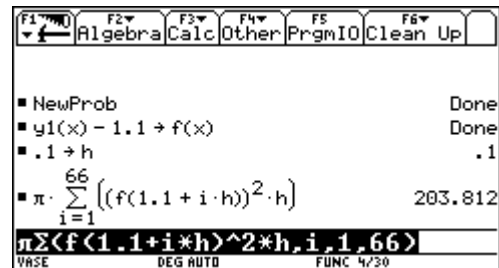 F1 F2 F3 F4 F5 F6
Algebra Calc Other PrgmIO Clean Up
▪ NewProb Done
▪ y1(x) - 1.1 → f(x) Done
▪ .1 → h .1
▪ π · 66 Σ i=1 ((f(1.1 + i·h))² · h) 203.812
πΣ(f(1.1+i*h)^2*h,i,1,66)
VASE DEG AUTO FUNC 4/30